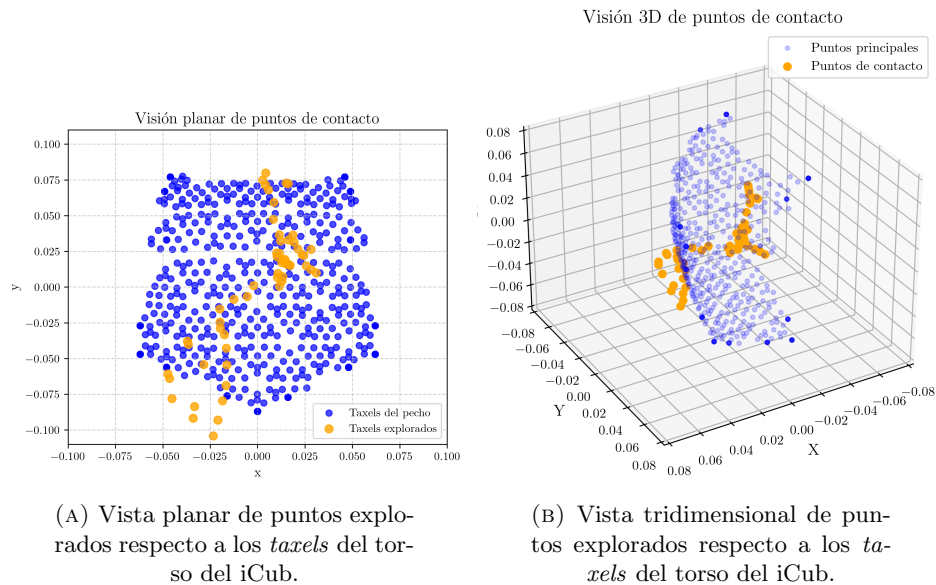 Visión planar de puntos de contacto
0.100
0.075
0.050
0.025
0.000
−0.025
−0.050
−0.075
−0.100
y
−0.100
−0.075
−0.050
−0.025
0.000
0.025
0.050
0.075
0.100
x
Taxels del pecho
Taxels explorados
Visión 3D de puntos de contacto
Puntos principales
Puntos de contacto
0.08
0.06
0.04
0.02
0.00
−0.02
−0.04
−0.06
−0.08
−0.08
−0.06
−0.04
−0.02
0.00
0.02
0.04
0.06
0.08
Y
0.08
0.06
0.04
0.02
0.00
−0.02
−0.04
−0.06
−0.08
X
(A) Vista planar de puntos explo-
rados respecto a los taxels del tor-
so del iCub.
(B) Vista tridimensional de pun-
tos explorados respecto a los ta-
xels del torso del iCub.